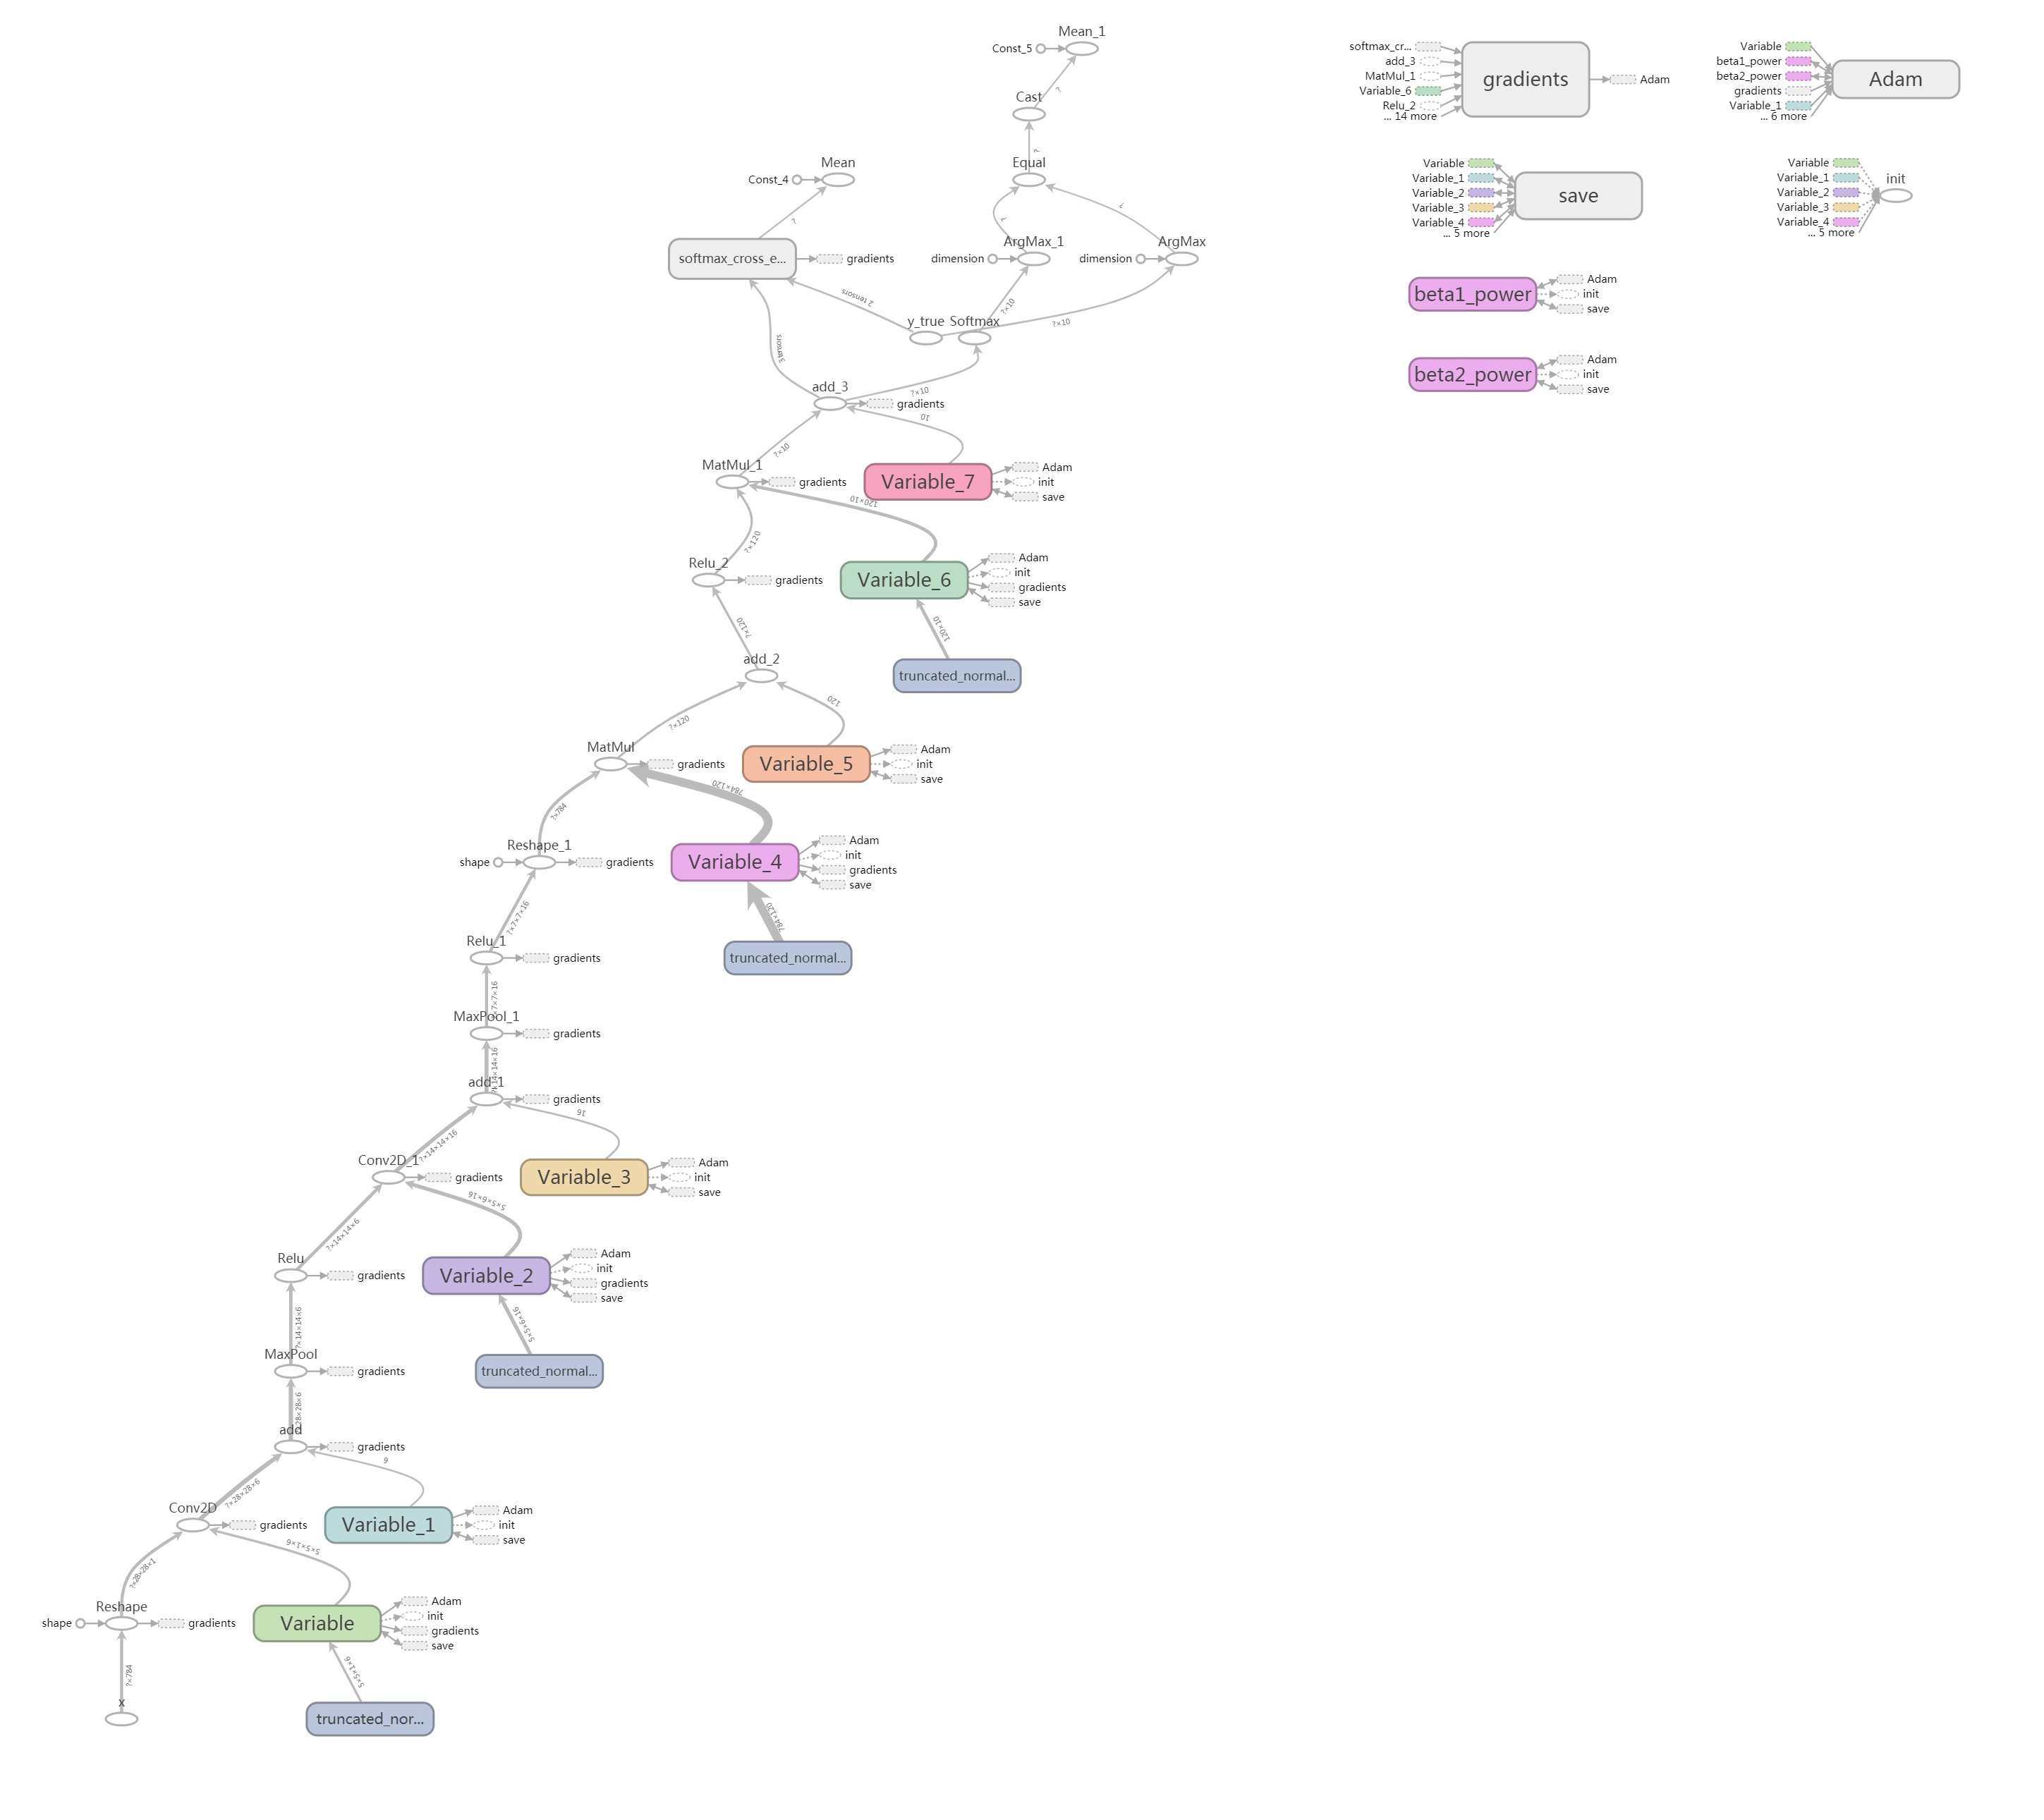 Mean_1
Const_5
?
Cast
?
Equal
Mean
Const_4
?
?
?
softmax_cross_e...
gradients
ArgMax_1
dimension
ArgMax
dimension
2 tensors
?×10
y_true
Softmax
?×10
3 tensors
add_3
?×10
gradients
10
?×10
MatMul_1
gradients
Variable_7
Adam
init
save
120×10
?×120
Relu_2
gradients
Variable_6
Adam
init
gradients
save
?×120
120×10
add_2
truncated_normal...
?×120
120
MatMul
gradients
Variable_5
Adam
init
save
784×120
?×784
Reshape_1
shape
gradients
Variable_4
Adam
init
gradients
save
?×7×7×16
784×120
Relu_1
gradients
truncated_normal...
?×7×7×16
MaxPool_1
gradients
?×14×14×16
add_1
gradients
16
?×14×14×16
Conv2D_1
gradients
Variable_3
Adam
init
save
5×5×6×16
?×14×14×6
Relu
gradients
Variable_2
Adam
init
gradients
save
?×14×14×6
5×5×6×16
MaxPool
gradients
truncated_normal...
?×28×28×6
add
gradients
6
?×28×28×6
Conv2D
gradients
Variable_1
Adam
init
save
5×5×1×6
?×28×28×1
Reshape
shape
gradients
Variable
Adam
init
gradients
save
?×784
5×5×1×6
x
truncated_nor...
softmax_cr...
add_3
MatMul_1
Variable_6
Relu_2
... 14 more
gradients
Adam
Variable
beta1_power
beta2_power
gradients
Variable_1
... 6 more
Adam
Variable
Variable_1
Variable_2
Variable_3
Variable_4
... 5 more
save
Variable
Variable_1
Variable_2
Variable_3
Variable_4
... 5 more
init
beta1_power
Adam
init
save
beta2_power
Adam
init
save